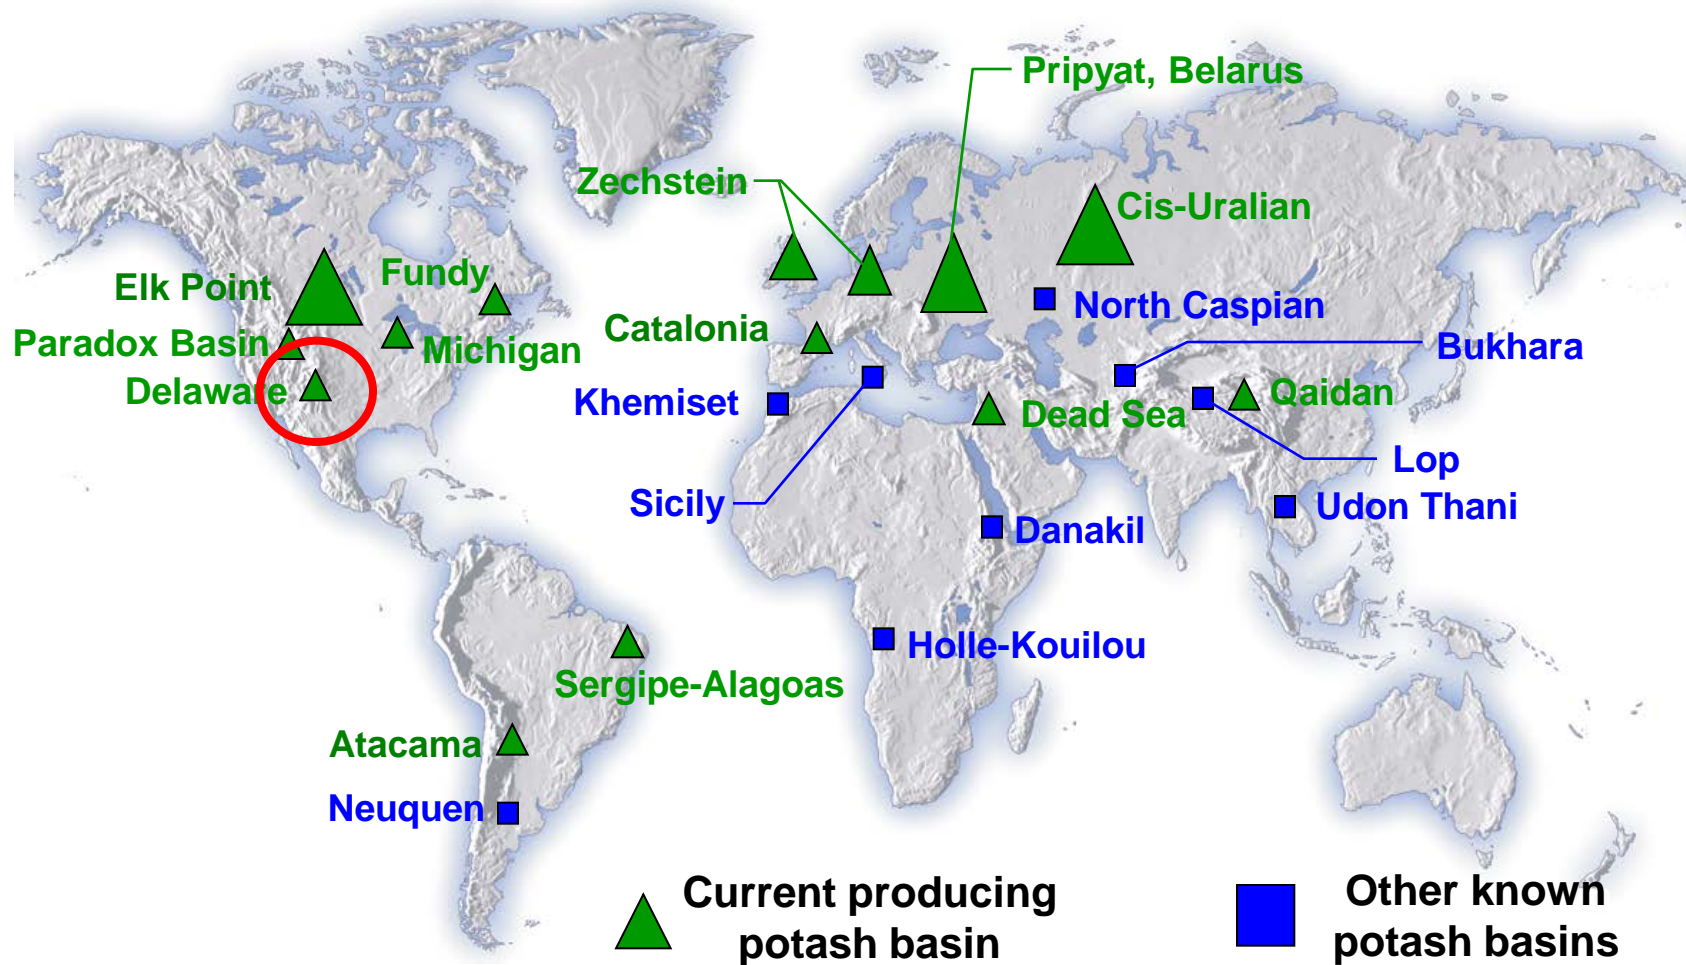 Pripyat, Belarus
Zechstein
Cis-Uralian
Elk Point
Fundy
North Caspian
Paradox Basin
Michigan
Catalonia
Bukhara
Delaware
Khemiset
Dead Sea
Qaidan
Lop
Sicily
Udon Thani
Danakil
Holle-Kouilou
Sergipe-Alagoas
Atacama
Neuquen
Current producing
potash basin
Other known
potash basins